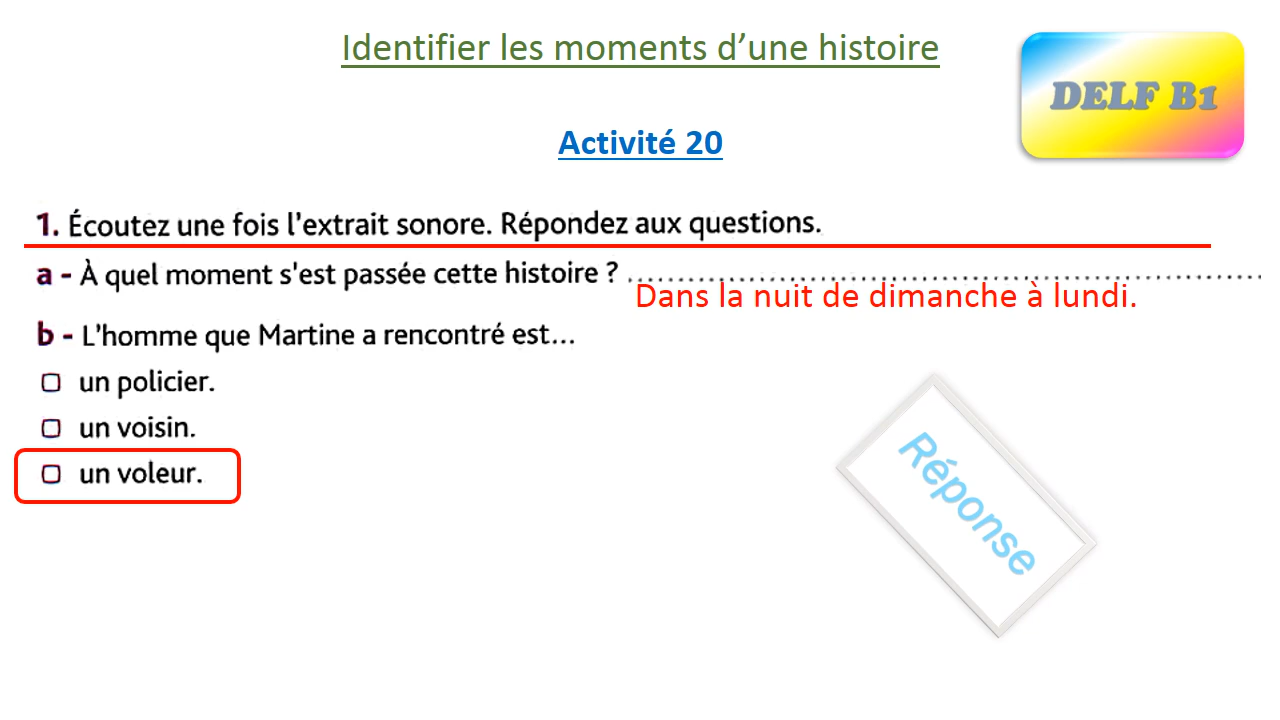 Identifier les moments d’une histoire
DELF B1
Activité 20
1. Écoutez une fois l’extrait sonore. Répondez aux questions.
a - À quel moment s'est passée cette histoire ? ........................................................................
Dans la nuit de dimanche à lundi.
b - L’homme que Martine a rencontré est...
un policier.
un voisin.
un voleur.
Réponse